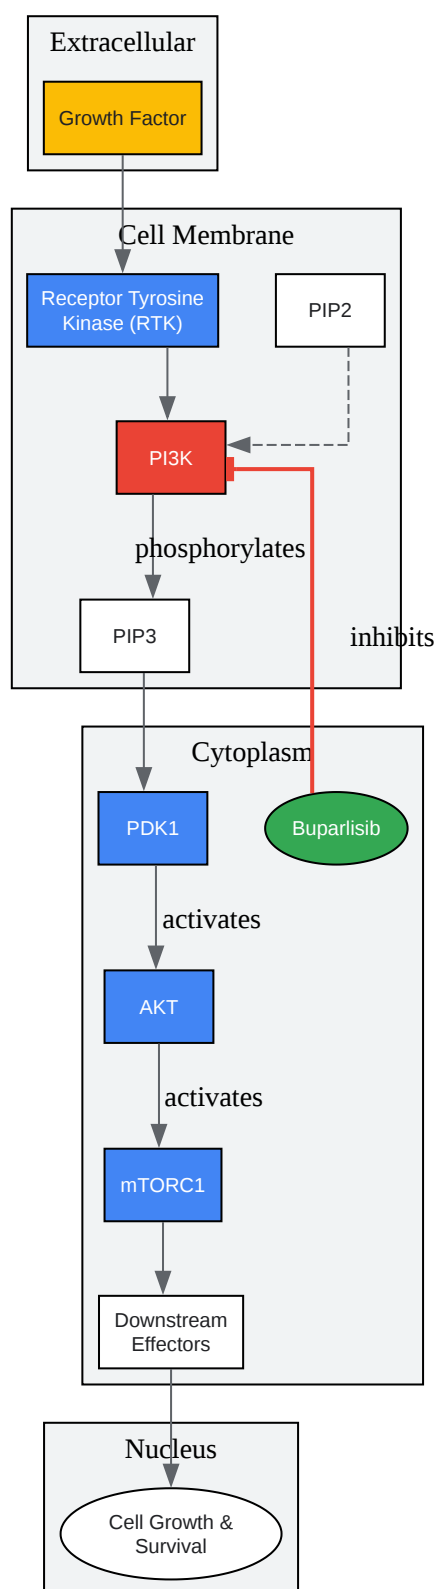 Extracellular
Growth Factor
Cell Membrane
Receptor Tyrosine
Kinase (RTK)
PIP2
PI3K
phosphorylates
PIP3
inhibits
Cytoplasm
PDK1
Buparlisib
activates
AKT
activates
mTORC1
Downstream
Effectors
Nucleus
Cell Growth &
Survival